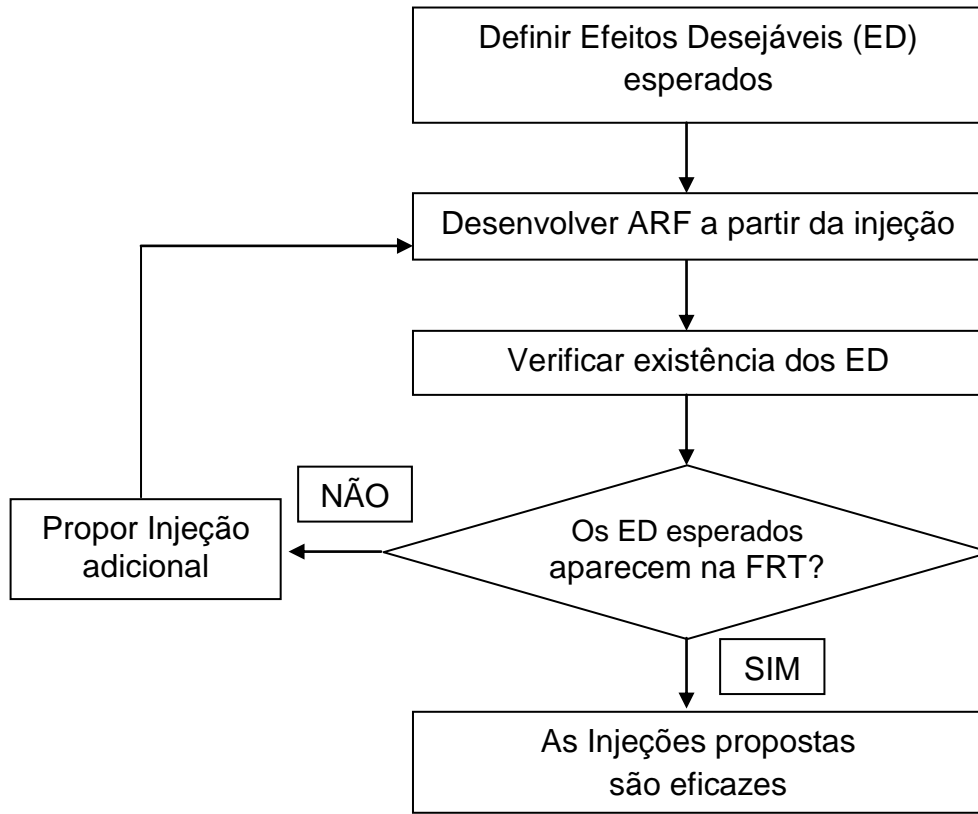 Definir Efeitos Desejáveis (ED)
esperados
Desenvolver ARF a partir da injeção
Verificar existência dos ED
NÃO
Propor Injeção
adicional
Os ED esperados
aparecem na FRT?
SIM
As Injeções propostas
são eficazes